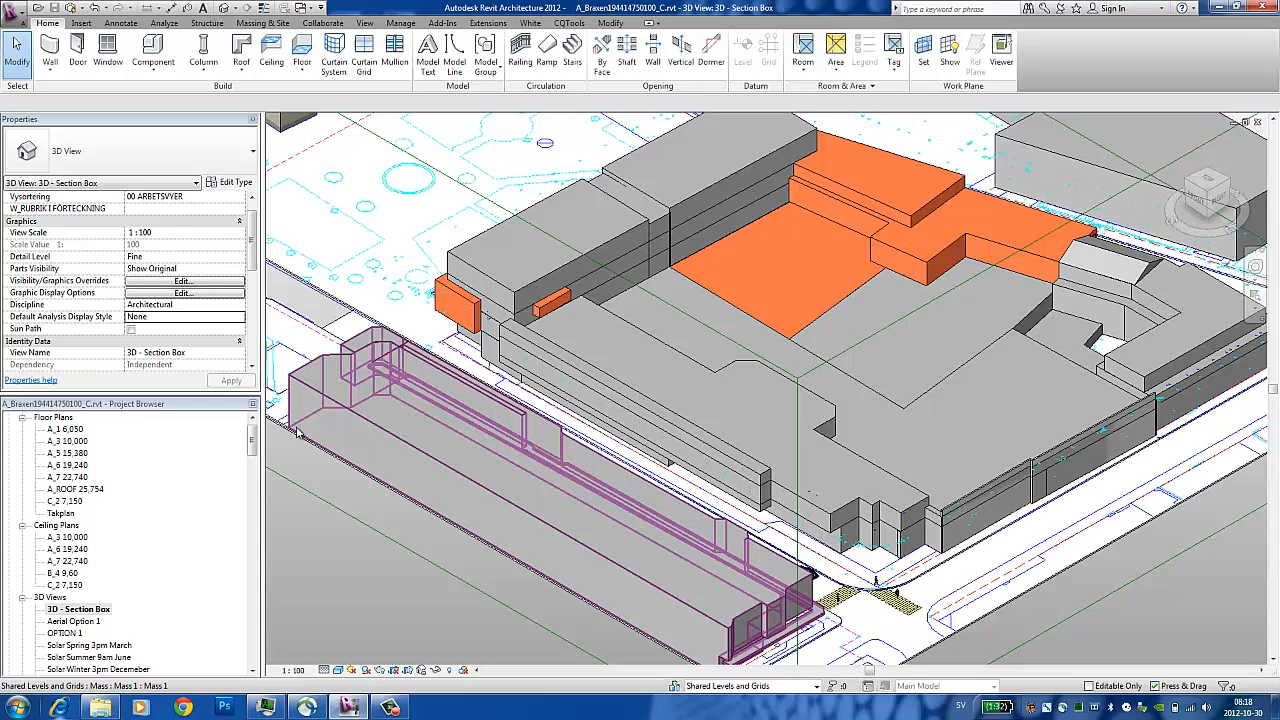 Autodesk Revit Architecture 2012 - A_Braxen194414750100_C.rvt - 3D View: 3D - Section Box
Type a keyword or phrase
Sign In
Home Insert Annotate Analyze Structure Massing & Site Collaborate View Manage Add-Ins Extensions White CQTools Modify
Modify Wall Door Window Component Column Roof Ceiling Floor Curtain System Curtain Grid Mullion Model Text Model Line Model Group Railing Ramp Stairs By Face Shaft Wall Vertical Dormer Level Grid Room Area Legend Tag Set Show Ref Plane Viewer
Select Build Model Circulation Opening Datum Room & Area Work Plane
Properties
3D View
3D View: 3D - Section Box Edit Type
Vysortering 00 ARBETSVYER
V_RUBRIK I FÖRTECKNING
Graphics
View Scale 1 : 100
Scale Value 1: 100
Detail Level Fine
Parts Visibility Show Original
Visibility/Graphics Overrides Edit...
Graphic Display Options Edit...
Discipline Architectural
Default Analysis Display Style None
Sun Path
Identity Data
View Name 3D - Section Box
Dependency Independent
Properties help Apply
A_Braxen194414750100_C.rvt - Project Browser
Floor Plans
A_1 6,050
A_3 10,000
A_5 15,380
A_6 19,240
A_7 22,740
A_ROOF 25,754
C_2 7,150
Takplan
Ceiling Plans
A_3 10,000
A_6 19,240
A_7 22,740
B_4 9,60
C_2 7,150
3D Views
3D - Section Box
Aerial Option 1
OPTION 1
Solar Spring 3pm March
Solar Summer 9am June
Solar Winter 3pm Decemeber
1 : 100
Shared Levels and Grids : Mass : Mass 1 : Mass 1
Shared Levels and Grids
:0
Main Model
Editable Only
Press & Drag
:0
SV
(1:32)
08:18
2012-10-30